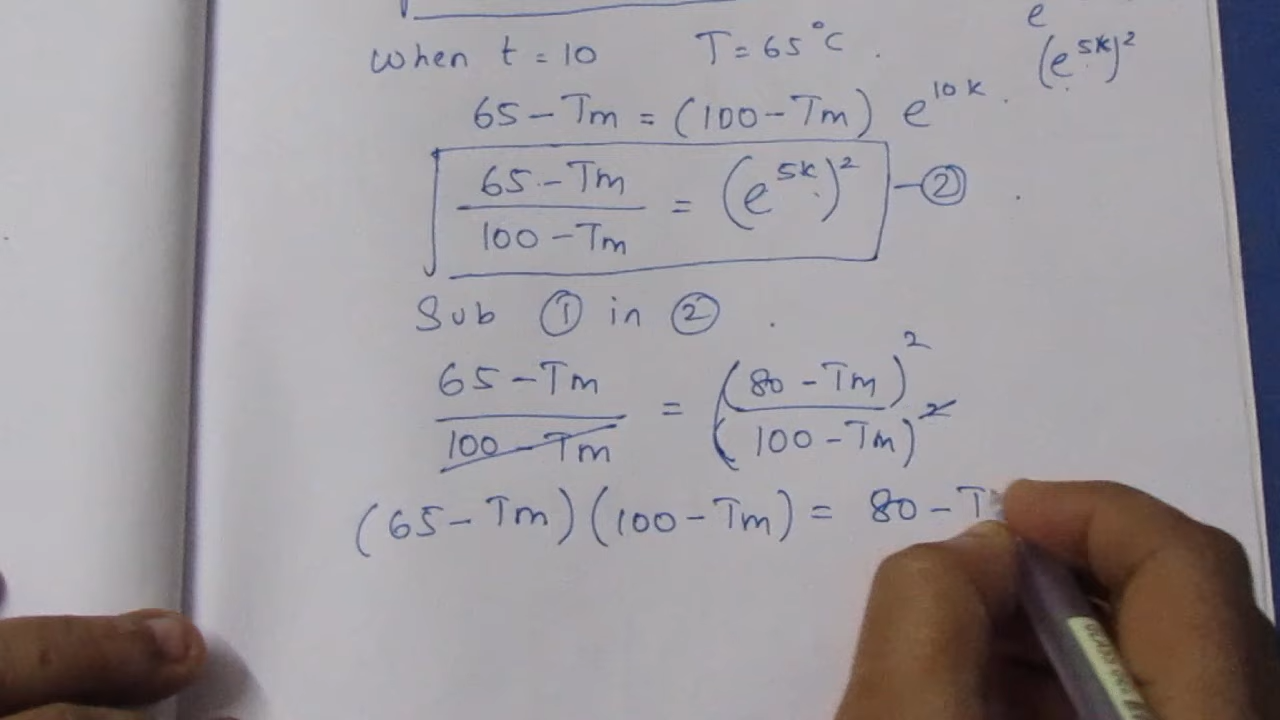 e
When t = 10 T = 65°C .
(e^5k)^2
65 - Tm = (100 - Tm) e^10k .
65 - Tm / 100 - Tm = (e^5k)^2 - ②
Sub ① in ② .
65 - Tm / 100 - Tm = (80 - Tm)^2 / (100 - Tm)^2
(65 - Tm)(100 - Tm) = 80 - T